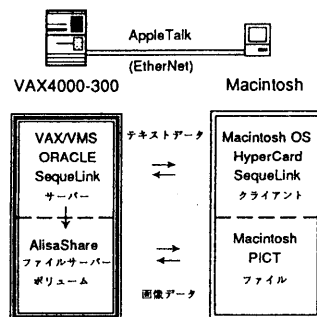 AppleTalk
(EtherNet)
VAX4000-300
Macintosh
VAX/VMS
ORACLE
SequeLink
サーバー
AlisaShare
ファイルサーバー
ボリューム
テキストデータ
画像データ
Macintosh OS
HyperCard
SequeLink
クライアント
Macintosh
PICT
ファイル